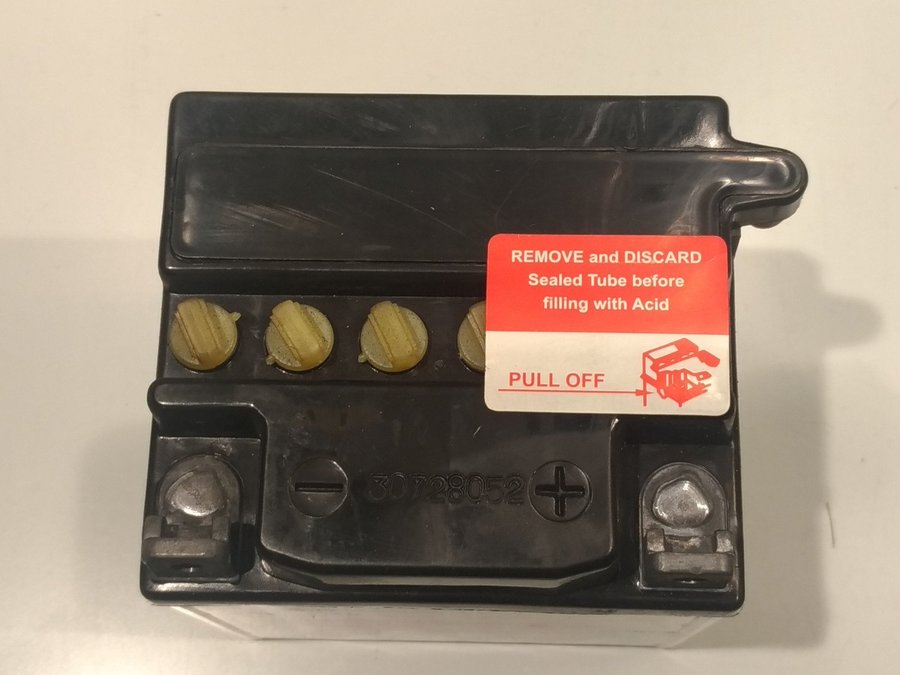 REMOVE and DISCARD
Sealed Tube before
filling with Acid
PULL OFF
30728052